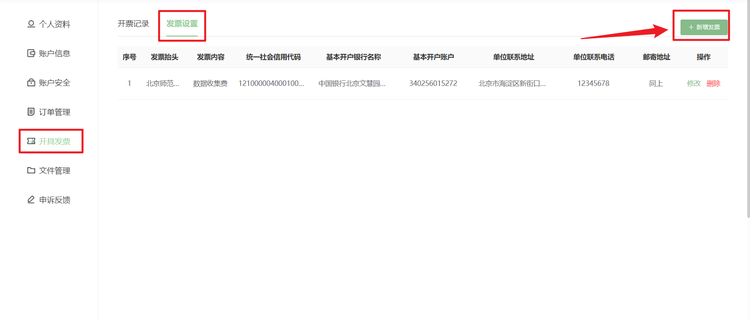 个人资料
账户信息
账户安全
订单管理
开具发票
文件管理
申诉反馈
开票记录 发票设置
+ 新增发票
序号 发票抬头 发票内容 统一社会信用代码 基本开户银行名称 基本开户账户 单位联系地址 单位联系电话 邮寄地址 操作
1 北京师范... 数据收集费 121000004000100... 中国银行北京文慧园... 340256015272 北京市海淀区新街口... 12345678 同上 修改 删除